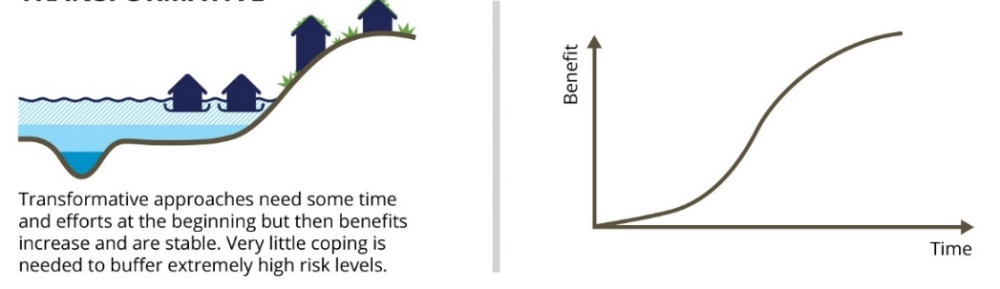 TRANSFORMATIVE
Transformative approaches need some time
and efforts at the beginning but then benefits
increase and are stable. Very little coping is
needed to buffer extremely high risk levels.
Benefit
Time